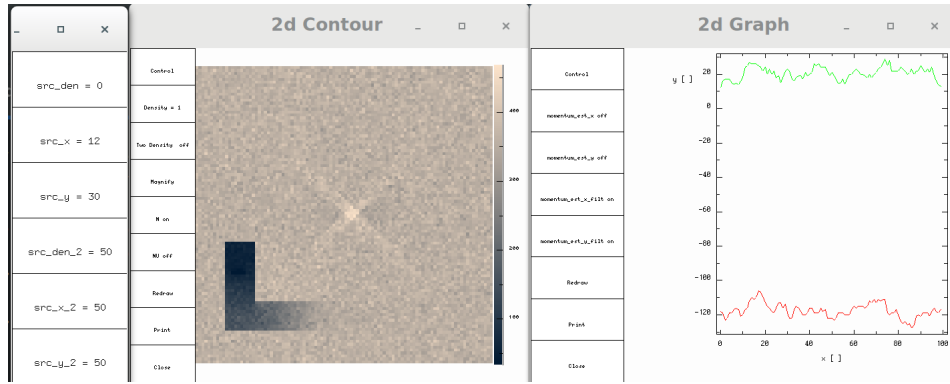 src_den = 0
src_x = 12
src_y = 30
src_den_2 = 50
src_x_2 = 50
src_y_2 = 50
2d Contour
Control
Density = 1
Two Density off
Magnify
N on
NU off
Redraw
Print
Close
400
300
200
100
2d Graph
Control
momentum_est_x off
momentum_est_y off
momentum_est_x_filt on
momentum_est_y_filt on
Redraw
Print
Close
y [ ]
20
0
-20
-40
-60
-80
-100
-120
0 20 40 60 80 100
x [ ]